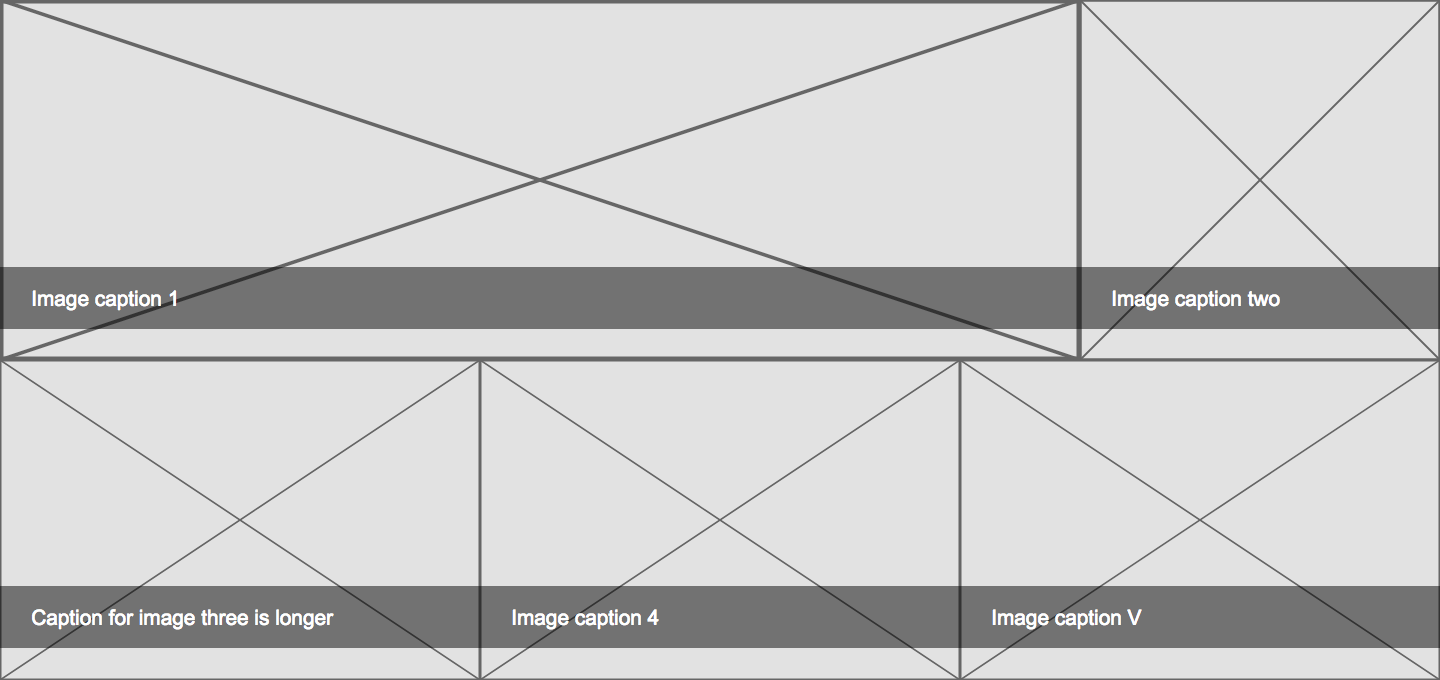 Image caption 1
Image caption two
Caption for image three is longer
Image caption 4
Image caption V